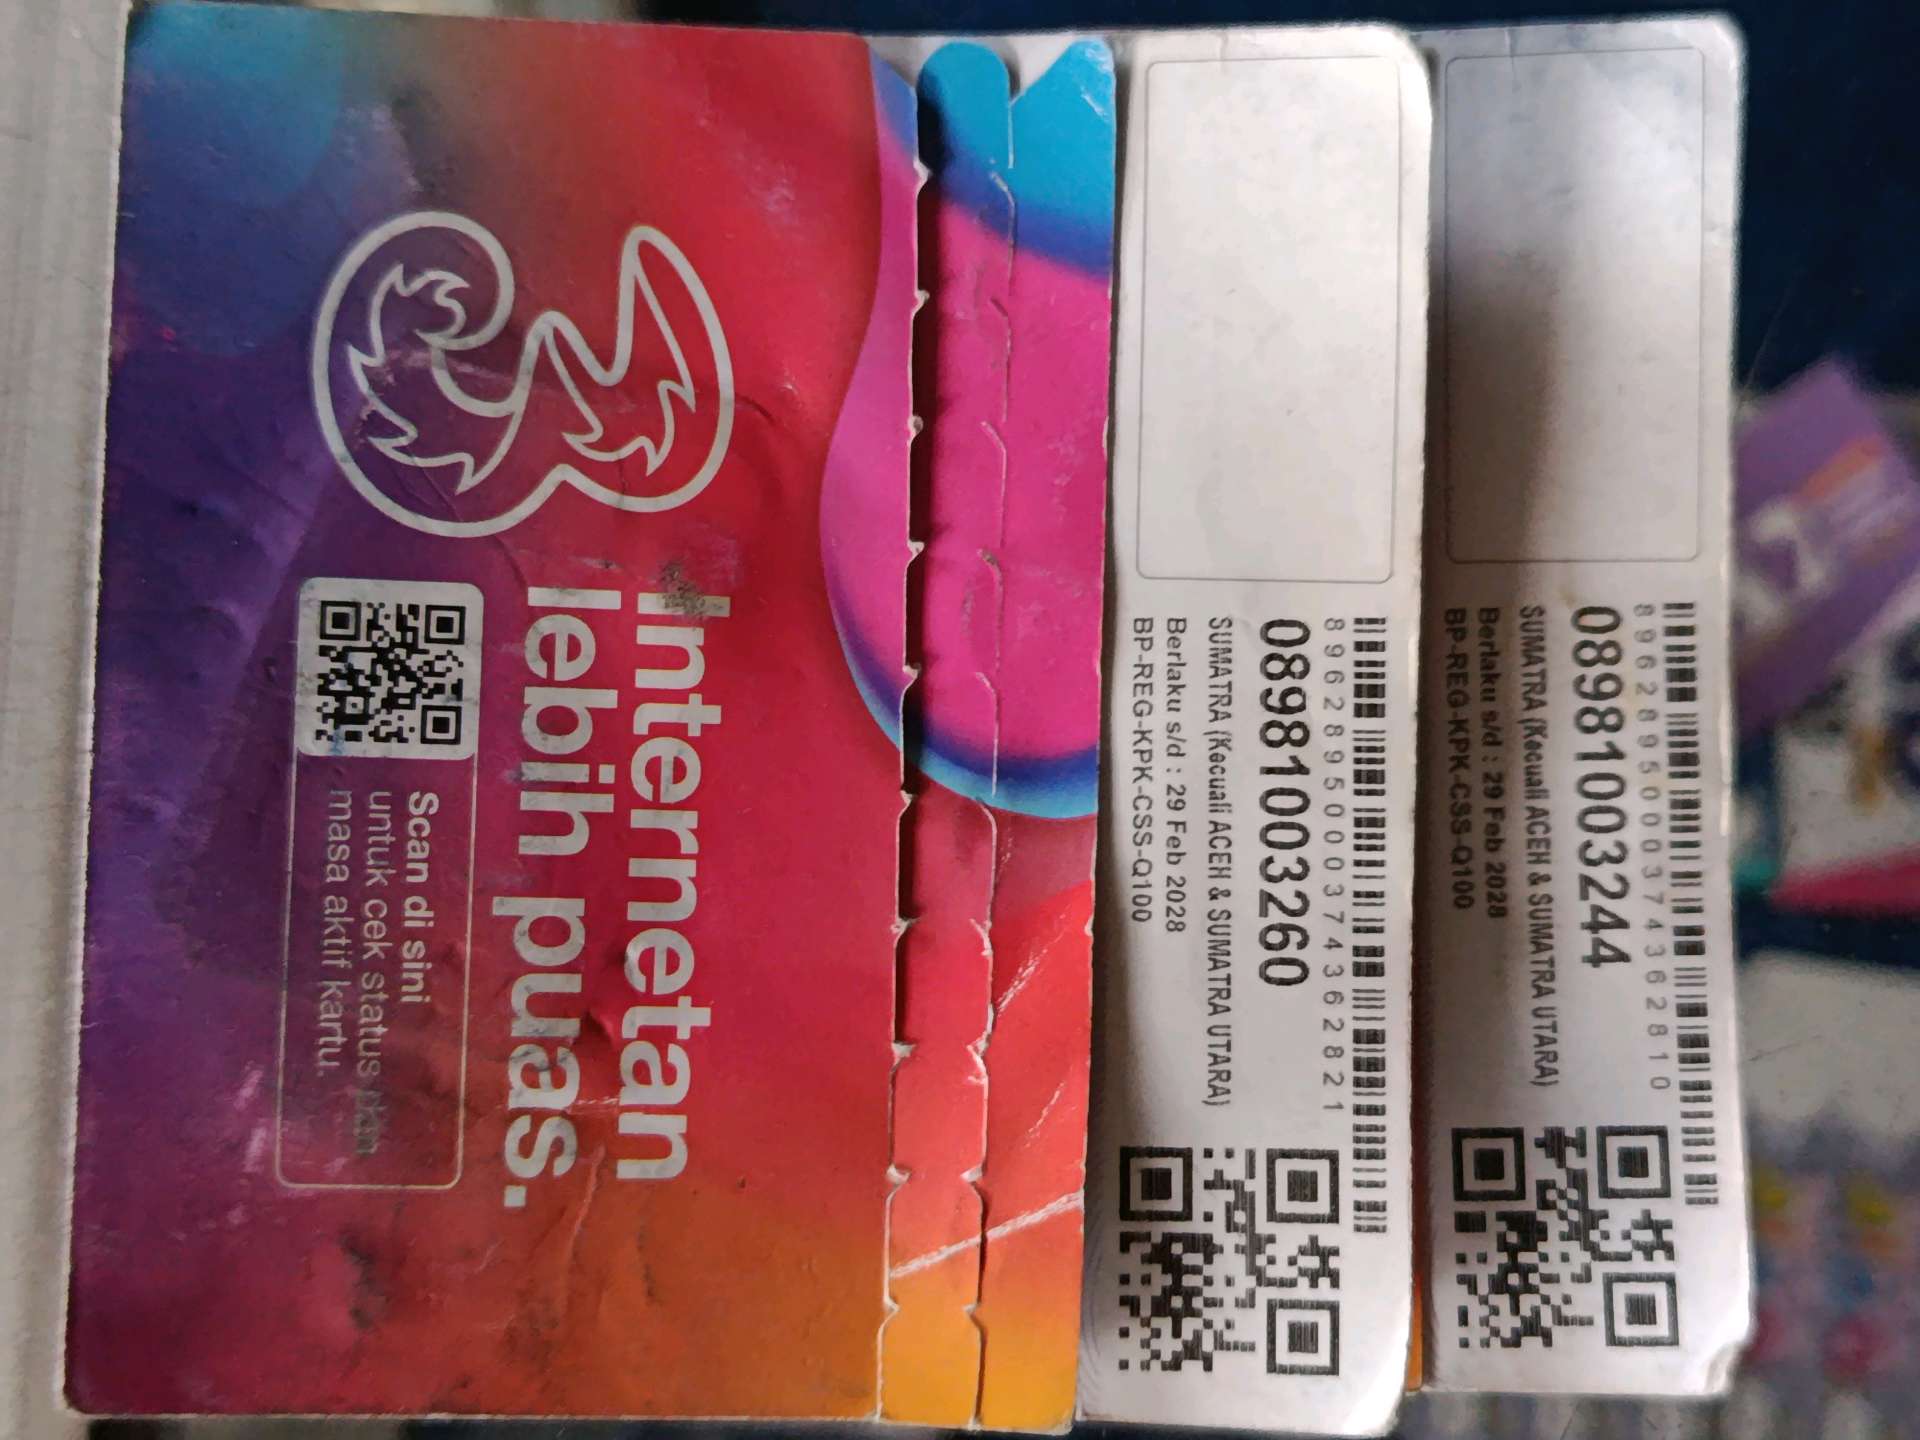 Internetan
lebih puas.
Scan di sini
untuk cek status dan
masa aktif kartu.
8962895000374362821
08981003260
SUMATRA (Kecuali ACEH & SUMATRA UTARA)
Berlaku s/d : 29 Feb 2028
BP-REG-KPK-CSS-Q100
8962895000374362810
08981003244
SUMATRA (Kecuali ACEH & SUMATRA UTARA)
Berlaku s/d : 29 Feb 2028
BP-REG-KPK-CSS-Q100